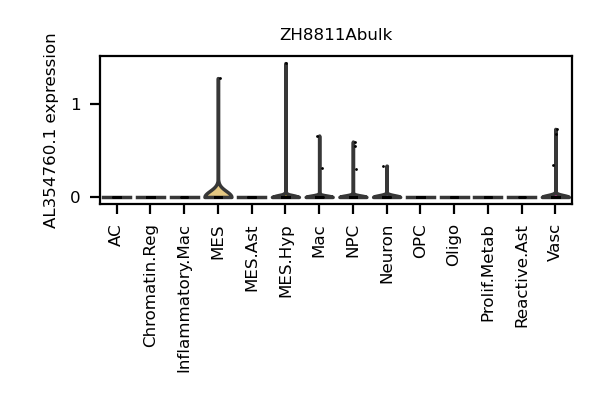 ZH8811Abulk
AL354760.1 expression
1
0
AC
Chromatin.Reg
Inflammatory.Mac
MES
MES.Ast
MES.Hyp
Mac
NPC
Neuron
OPC
Oligo
Prolif.Metab
Reactive.Ast
Vasc